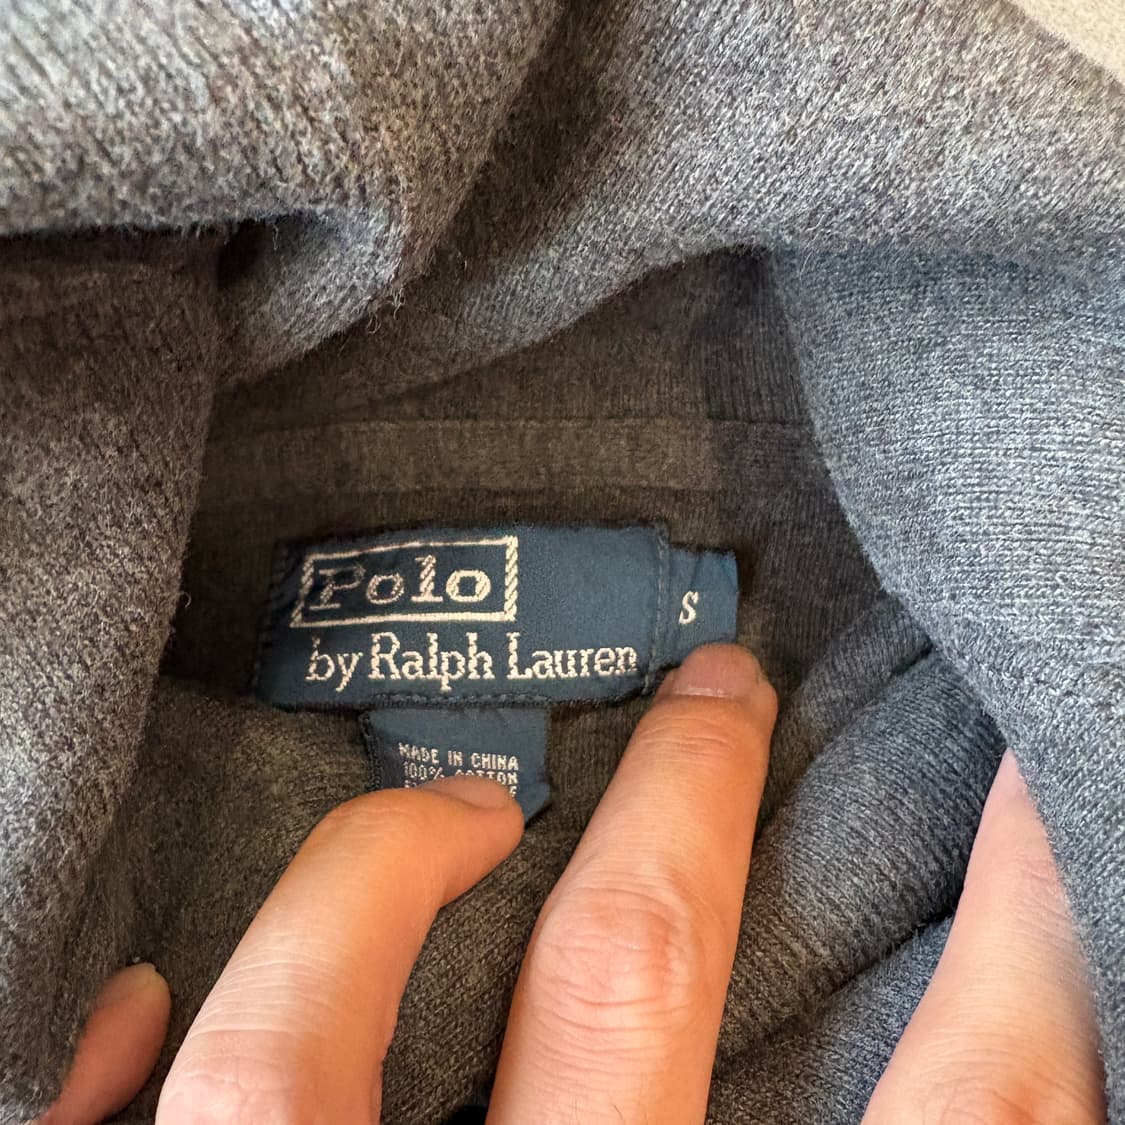 Polo
by Ralph Lauren
S
MADE IN CHINA
100% COTTON